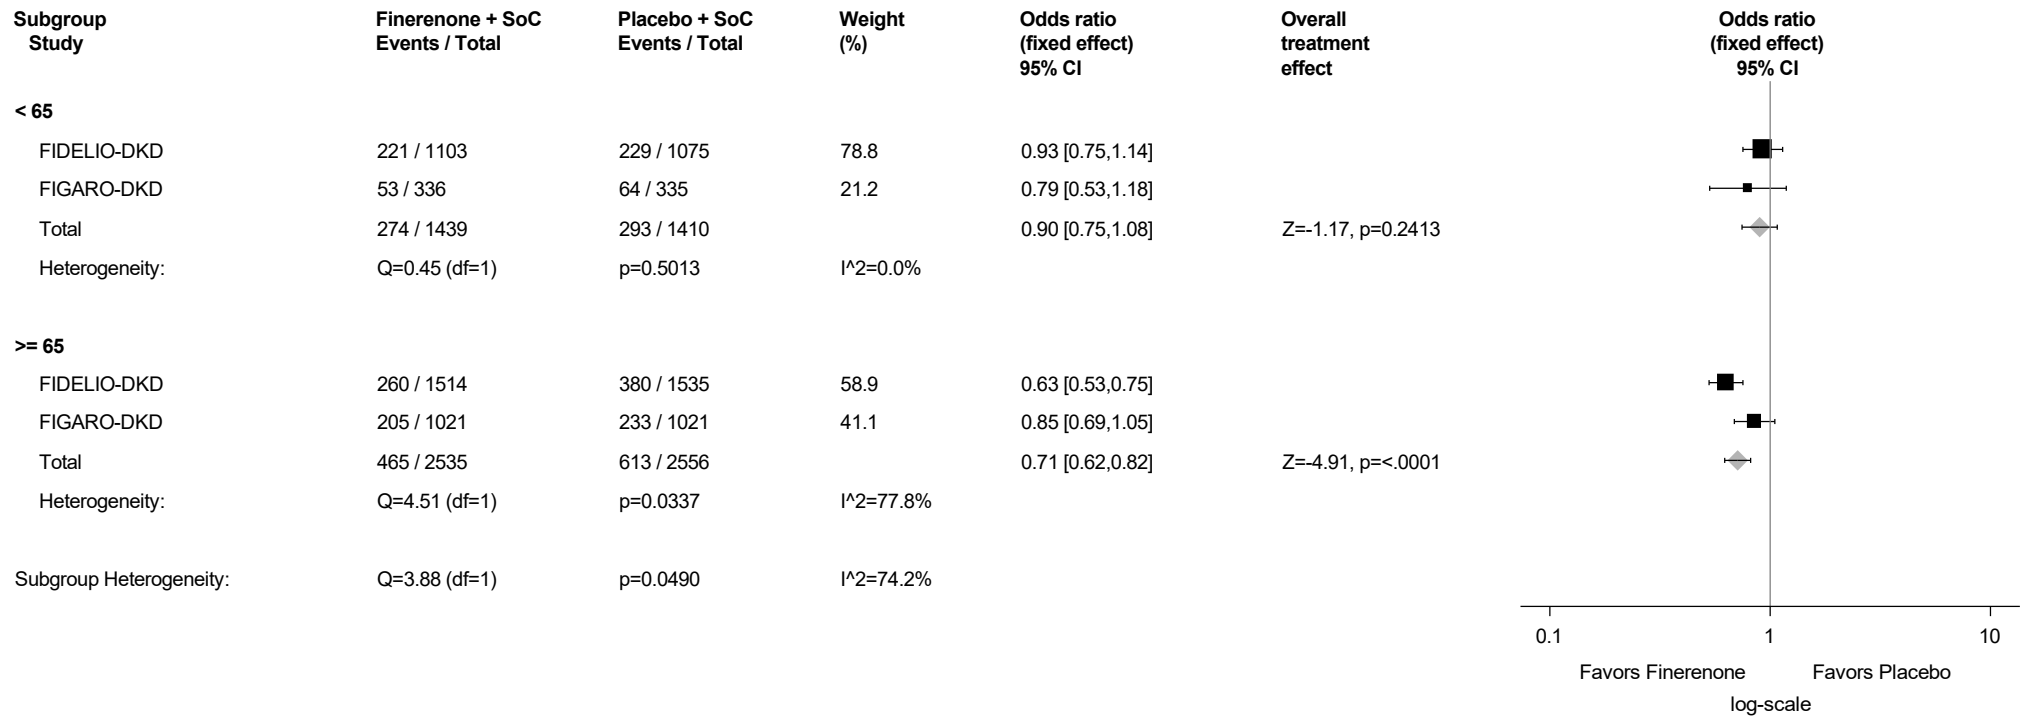 Subgroup Finerenone + SoC Placebo + SoC Weight Odds ratio Overall Odds ratio
Study Events / Total Events / Total (%) (fixed effect) treatment (fixed effect)
95% CI effect 95% CI
< 65
FIDELIO-DKD 221 / 1103 229 / 1075 78.8 0.93 [0.75,1.14]
FIGARO-DKD 53 / 336 64 / 335 21.2 0.79 [0.53,1.18]
Total 274 / 1439 293 / 1410 0.90 [0.75,1.08] Z=-1.17, p=0.2413
Heterogeneity: Q=0.45 (df=1) p=0.5013 I^2=0.0%
>= 65
FIDELIO-DKD 260 / 1514 380 / 1535 58.9 0.63 [0.53,0.75]
FIGARO-DKD 205 / 1021 233 / 1021 41.1 0.85 [0.69,1.05]
Total 465 / 2535 613 / 2556 0.71 [0.62,0.82] Z=-4.91, p=<.0001
Heterogeneity: Q=4.51 (df=1) p=0.0337 I^2=77.8%
Subgroup Heterogeneity: Q=3.88 (df=1) p=0.0490 I^2=74.2%
0.1 1 10
Favors Finerenone Favors Placebo
log-scale